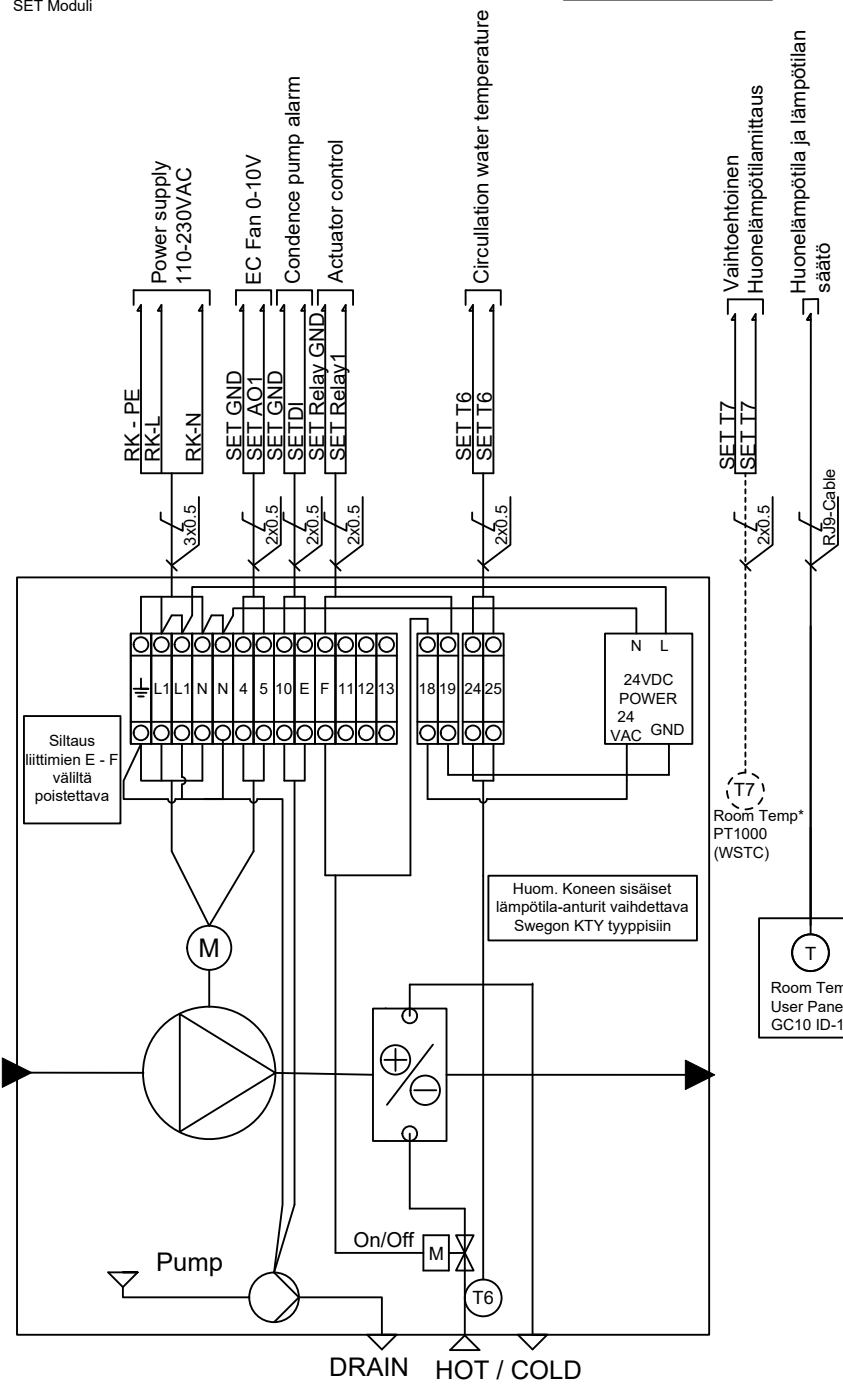 SET Moduli
Power supply
110-230VAC
EC Fan 0-10V
Condence pump alarm
Actuator control
Circullation water temperature
Vaihtoehtoinen
Huonelämpötilamittaus
Huonelämpötila ja lämpötilan
säätö
RK - PE
RK-L
RK-N
SET GND
SET AO1
SET GND
SETDI
SET Relay GND
SET Relay1
SET T6
SET T6
SET T7
SET T7
3x0.5
2x0.5
2x0.5
2x0.5
2x0.5
2x0.5
RJ9-Cable
L1 L1 N N 4 5 10 E F 11 12 13
18 19
24 25
N L
24VDC
POWER
24
VAC GND
Siltaus
liittimien E - F
väliltä
poistettava
T7
Room Temp*
PT1000
(WSTC)
Huom. Koneen sisäiset
lämpötila-anturit vaihdettava
Swegon KTY tyyppisiin
M
T
Room Tem
User Pane
GC10 ID-1
On/Off
M
Pump
T6
DRAIN
HOT / COLD